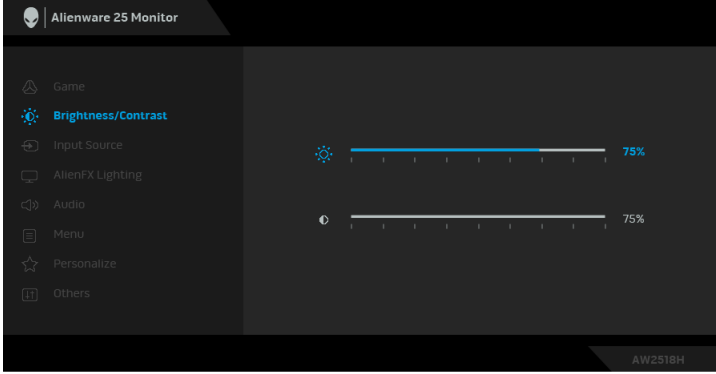 Alienware 25 Monitor
Game
Brightness/Contrast
75%
Input Source
AlienFX Lighting
Audio
75%
Menu
Personalize
Others
AW2518H